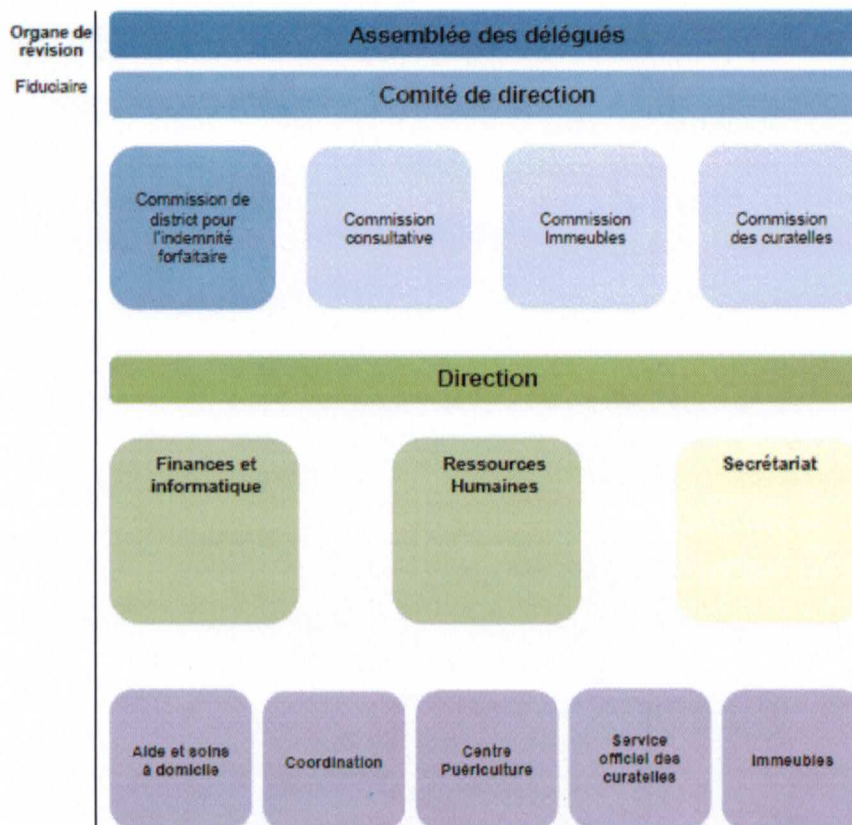 Organe de
révision
Fiduciaire
Assemblée des délégués
Comité de direction
Commission de
district pour
l'indemnité
forfaitaire
Commission
consultative
Commission
Immeubles
Commission
des curatelles
Direction
Finances et
informatique
Ressources
Humaines
Secrétariat
Aide et soins
à domicile
Coordination
Centre
Puériculture
Service
officiel des
curatelles
Immeubles